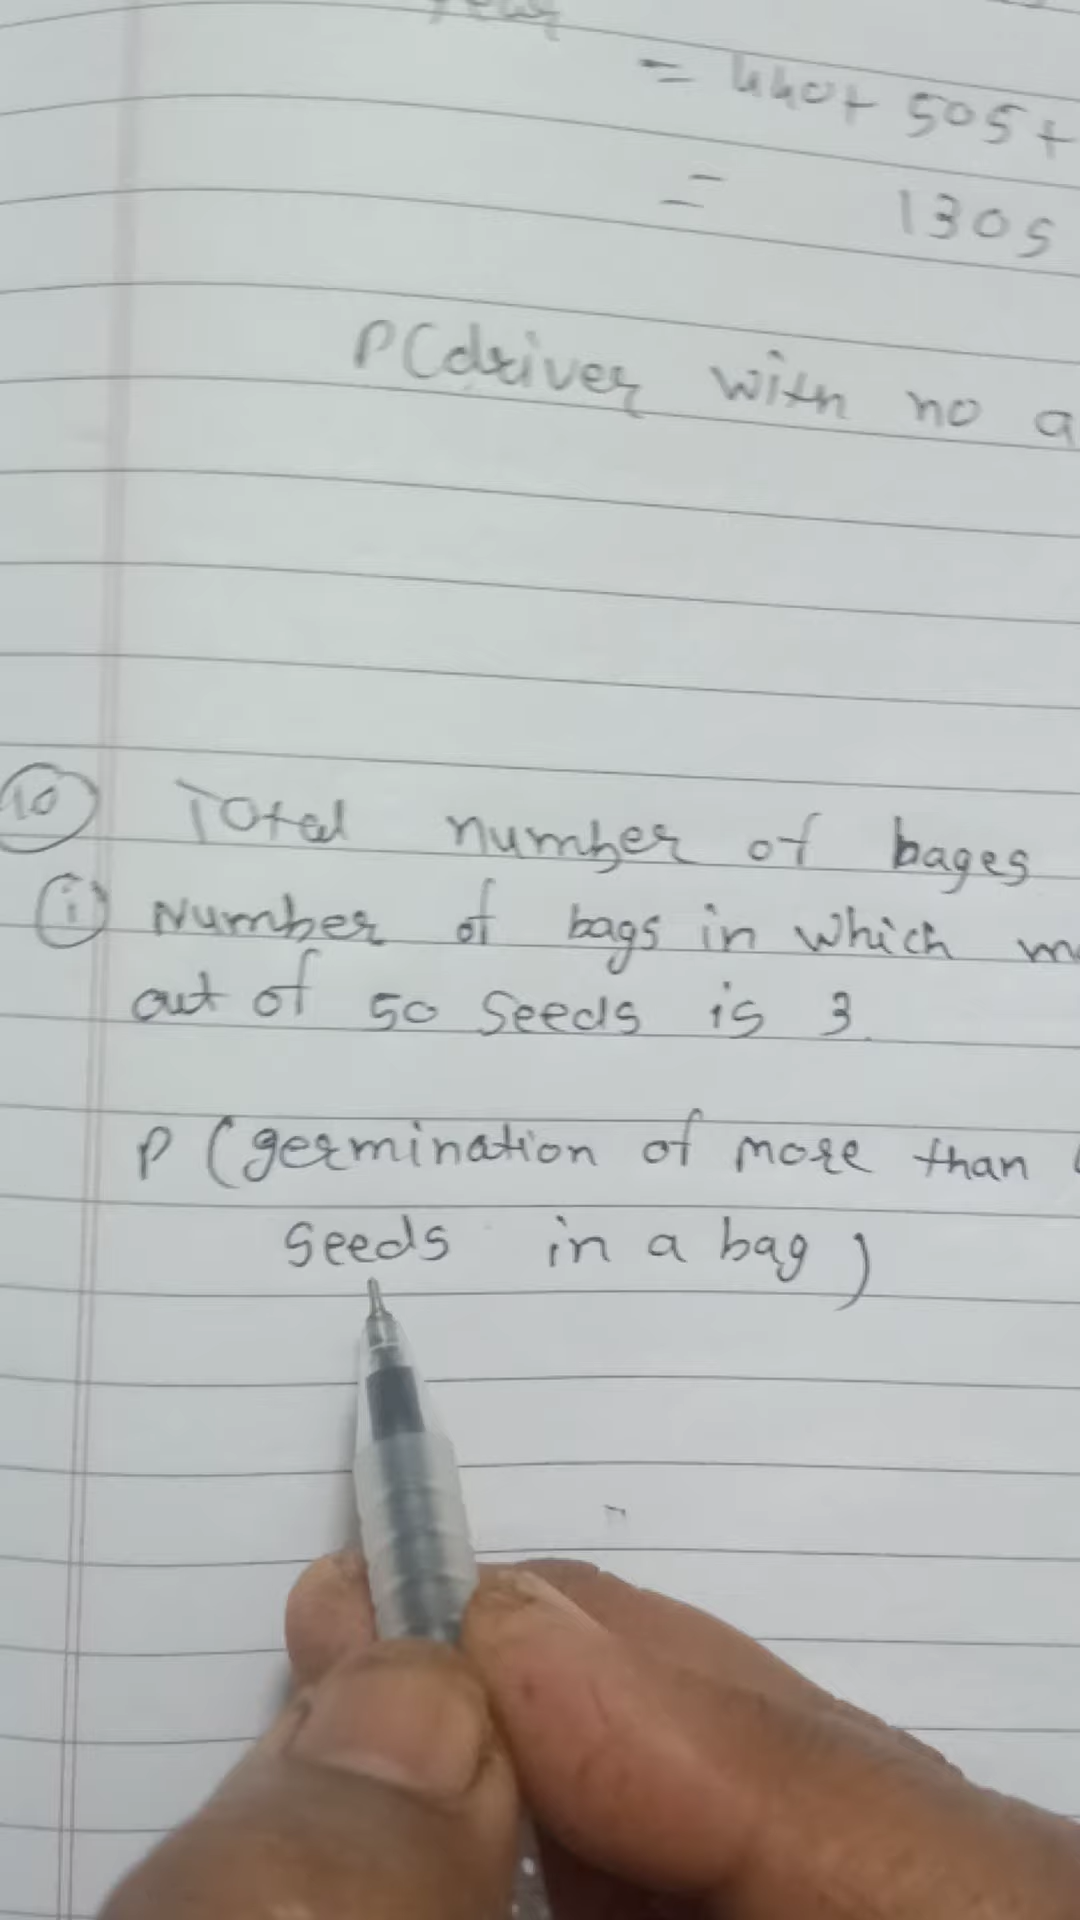 = 440+ 505+
= 1305
P(driver with no a
10 Total number of bages
i Number of bags in which m
out of 50 seeds is 3.
P (germination of more than
seeds in a bag)